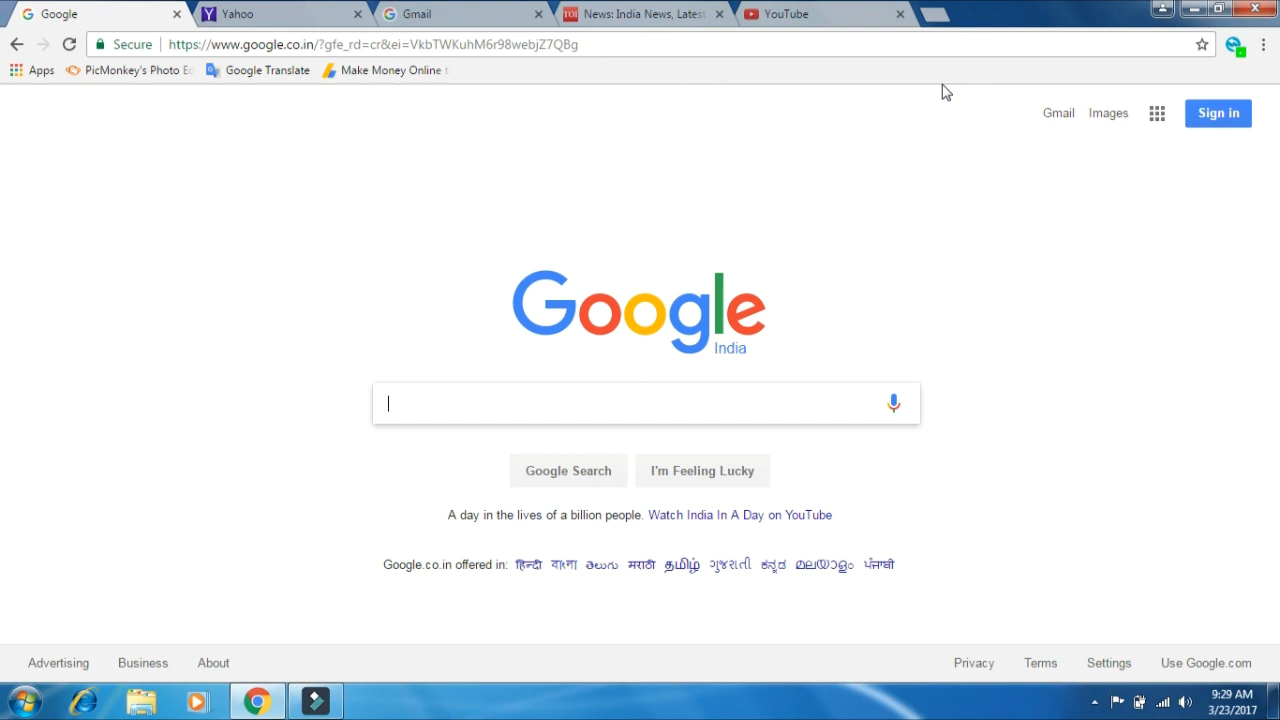 Google
Yahoo
Gmail
TOI News: India News, Latest
YouTube
Secure https://www.google.co.in/?gfe_rd=cr&ei=VkbTWKuhM6r98webjZ7QBg
Apps PicMonkey's Photo Ed Google Translate Make Money Online t
Gmail Images Sign in
Google
India
Google Search I'm Feeling Lucky
A day in the lives of a billion people. Watch India In A Day on YouTube
Google.co.in offered in: हिन्दी বাংলা తెలుగు मराठी தமிழ் ગુજરાતી ಕನ್ನಡ മലയാളം ਪੰਜਾਬੀ
Advertising Business About Privacy Terms Settings Use Google.com
9:29 AM
3/23/2017